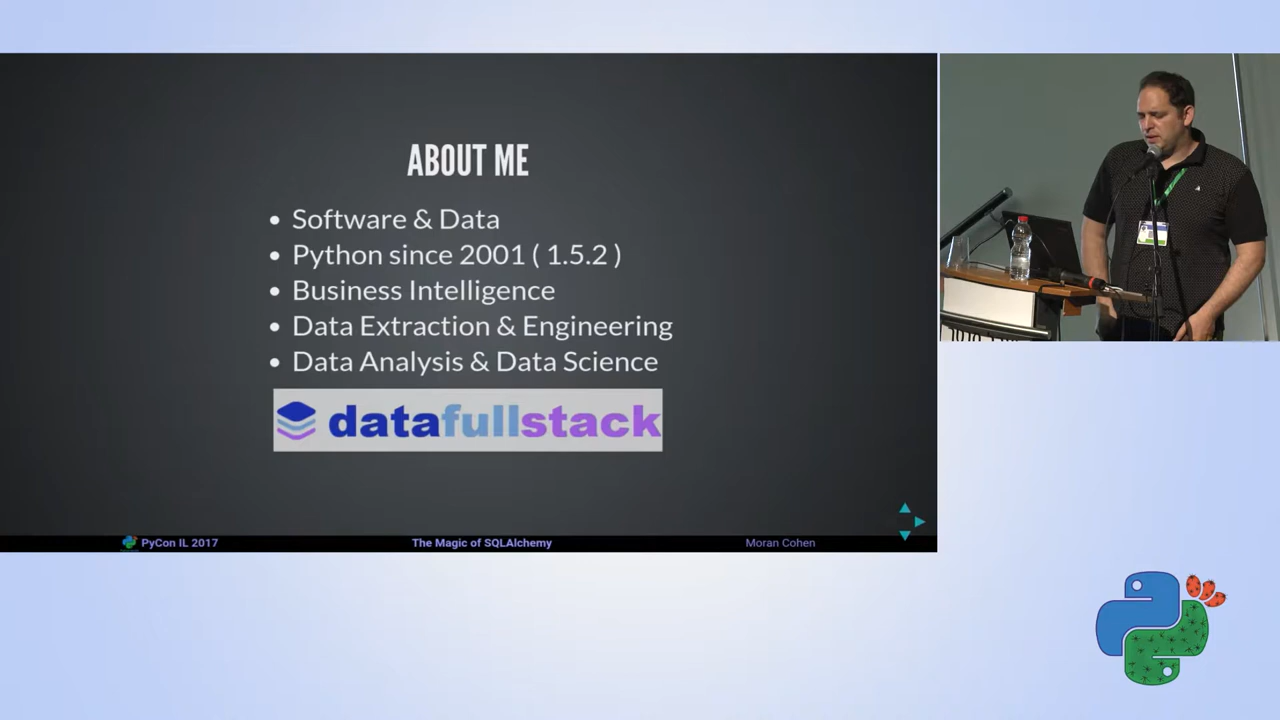 ABOUT ME
Software & Data
Python since 2001 ( 1.5.2 )
Business Intelligence
Data Extraction & Engineering
Data Analysis & Data Science
datafullstack
PyCon IL 2017
The Magic of SQLAlchemy
Moran Cohen